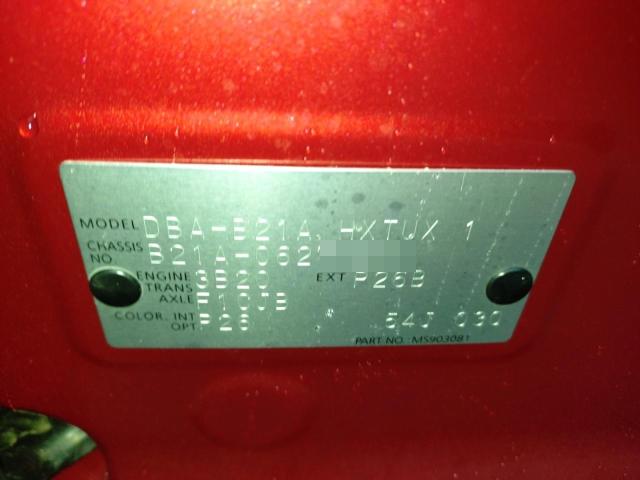 MODEL DBA-B21A HXTUX 1
CHASSIS NO. B21A-062
ENGINE 3B20 EXT P26B
TRANS AXLE F1CJB
COLOR. INT OPT P26 54J 030
PART NO : MS903081